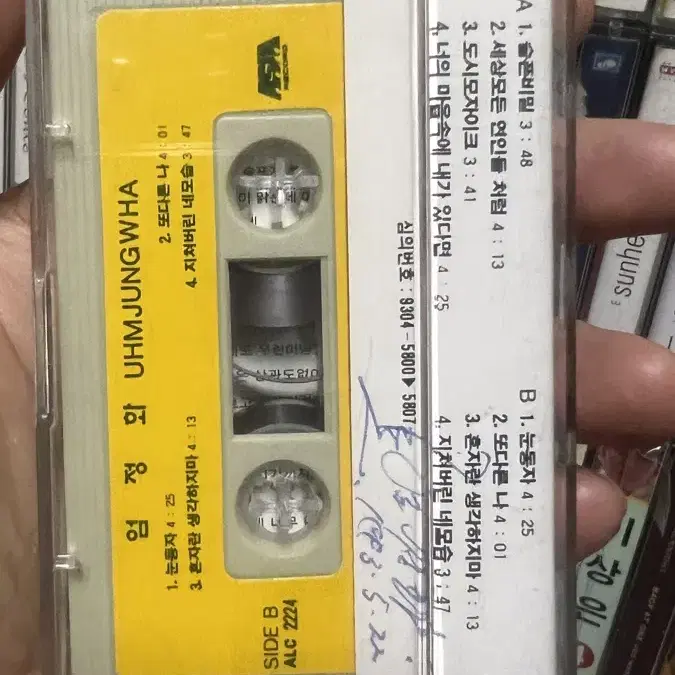 ASIA
RECORD
엄 정 화 UHMJUNGWHA
1. 눈동자 4 : 25
2. 또다른 나 4 : 01
3. 혼자란 생각하지마 4 : 13
4. 지쳐버린 네모습 3 : 47
SIDE B
ALC 2224
A 1. 슬픈비밀 3 : 48
2. 세상모든 연인들 처럼 4 : 13
3. 도시모자이크 3 : 41
4. 너의 마음속에 내가 있다면 4 : 25
B 1. 눈동자 4 : 25
2. 또다른 나 4 : 01
3. 혼자란 생각하지마 4 : 13
4. 지쳐버린 네모습 3 : 47
심의번호 : 9304-5800▶5807
sunhe